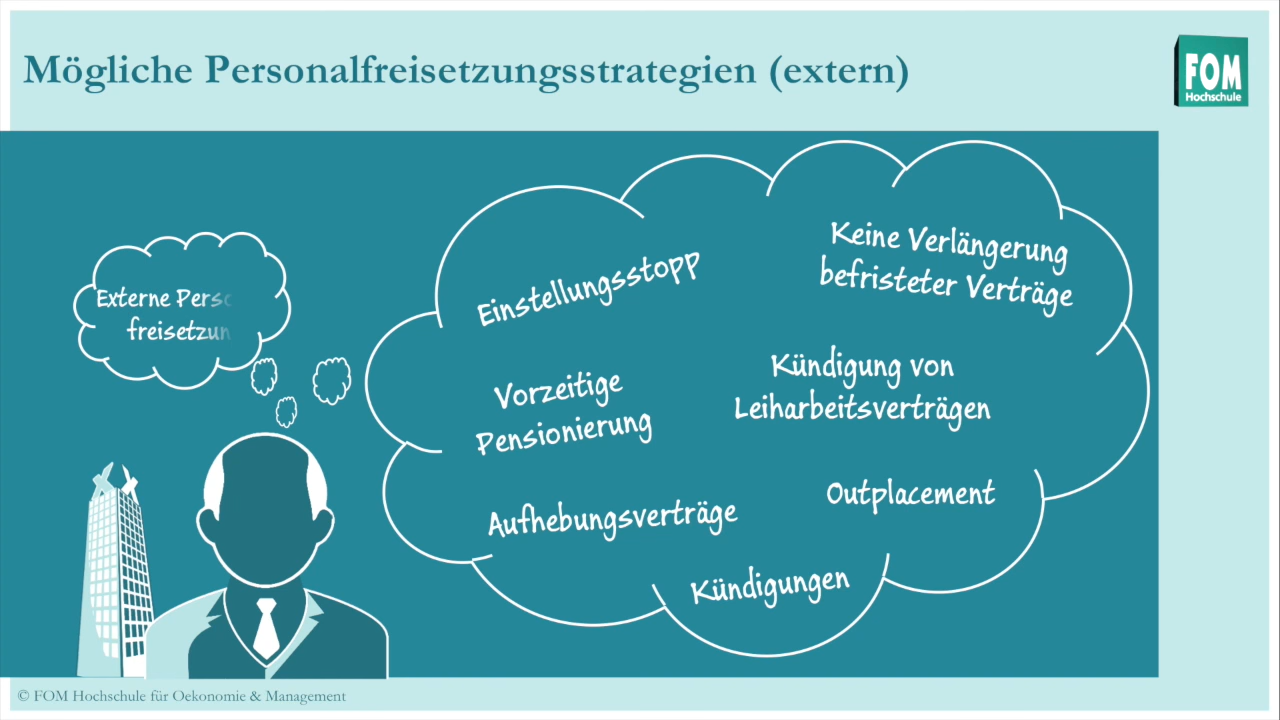 Mögliche Personalfreisetzungsstrategien (extern)
FOM
Hochschule
Externe Perso
freisetzun
Einstellungsstopp
Keine Verlängerung
befristeter Verträge
Vorzeitige
Pensionierung
Kündigung von
Leiharbeitsverträgen
Aufhebungsverträge
Outplacement
Kündigungen
© FOM Hochschule für Oekonomie & Management